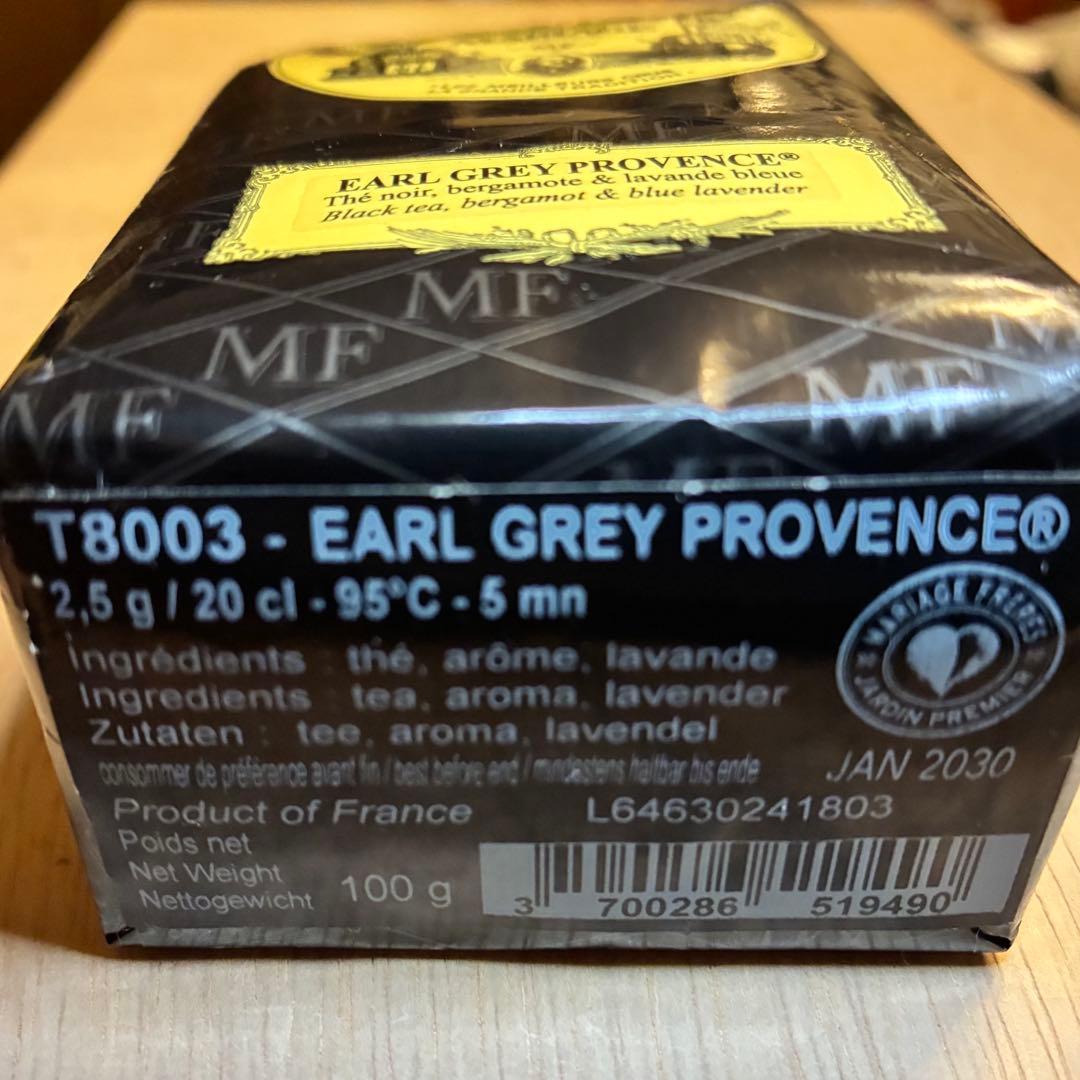 EARL GREY PROVENCE®
Thé noir, bergamote & lavande bleue
Black tea, bergamot & blue lavender
MF
MF
MF
MF
MF
T8003 - EARL GREY PROVENCE®
2,5 g / 20 cl - 95°C - 5 mn
Ingrédients thé, arôme, lavande
Ingredients tea, aroma, lavender
Zutaten : tee, aroma, lavendel
MARIAGE FRÈRES
JARDIN PREMIER
consommer de préférence avant fin / best before end / mindestens haltbar bis ende
JAN 2030
Product of France
L64630241803
Poids net
Net Weight
Nettogewicht
100 g
3 700286 519490